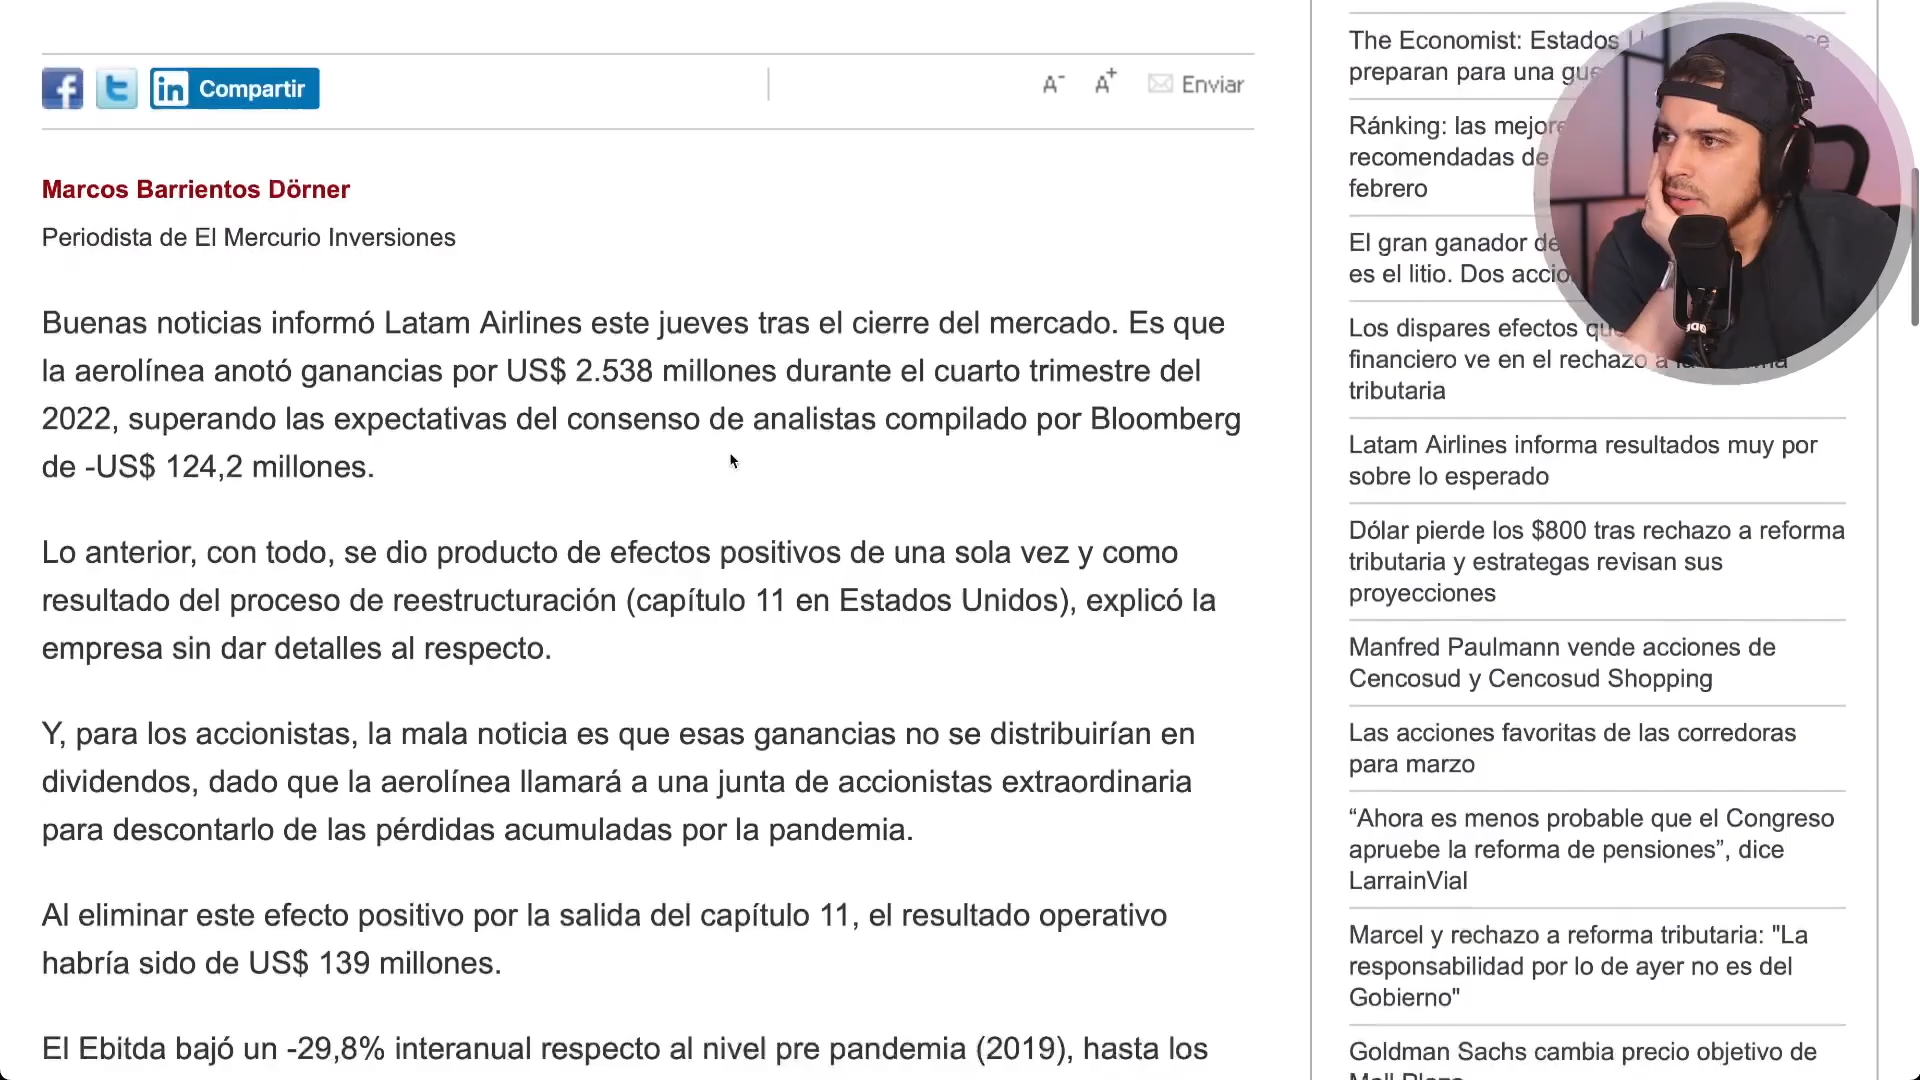 Compartir
A- A+ Enviar
Marcos Barrientos Dörner
Periodista de El Mercurio Inversiones
Buenas noticias informó Latam Airlines este jueves tras el cierre del mercado. Es que
la aerolínea anotó ganancias por US$ 2.538 millones durante el cuarto trimestre del
2022, superando las expectativas del consenso de analistas compilado por Bloomberg
de -US$ 124,2 millones.
Lo anterior, con todo, se dio producto de efectos positivos de una sola vez y como
resultado del proceso de reestructuración (capítulo 11 en Estados Unidos), explicó la
empresa sin dar detalles al respecto.
Y, para los accionistas, la mala noticia es que esas ganancias no se distribuirían en
dividendos, dado que la aerolínea llamará a una junta de accionistas extraordinaria
para descontarlo de las pérdidas acumuladas por la pandemia.
Al eliminar este efecto positivo por la salida del capítulo 11, el resultado operativo
habría sido de US$ 139 millones.
El Ebitda bajó un -29,8% interanual respecto al nivel pre pandemia (2019), hasta los
The Economist: Estados
preparan para una
Ránking: las
recomendadas de
febrero
El gran ganador
es el litio. Dos
Los dispares efectos
financiero ve en el rechazo a
tributaria
Latam Airlines informa resultados muy por
sobre lo esperado
Dólar pierde los $800 tras rechazo a reforma
tributaria y estrategas revisan sus
proyecciones
Manfred Paulmann vende acciones de
Cencosud y Cencosud Shopping
Las acciones favoritas de las corredoras
para marzo
“Ahora es menos probable que el Congreso
apruebe la reforma de pensiones”, dice
LarrainVial
Marcel y rechazo a reforma tributaria: "La
responsabilidad por lo de ayer no es del
Gobierno"
Goldman Sachs cambia precio objetivo de